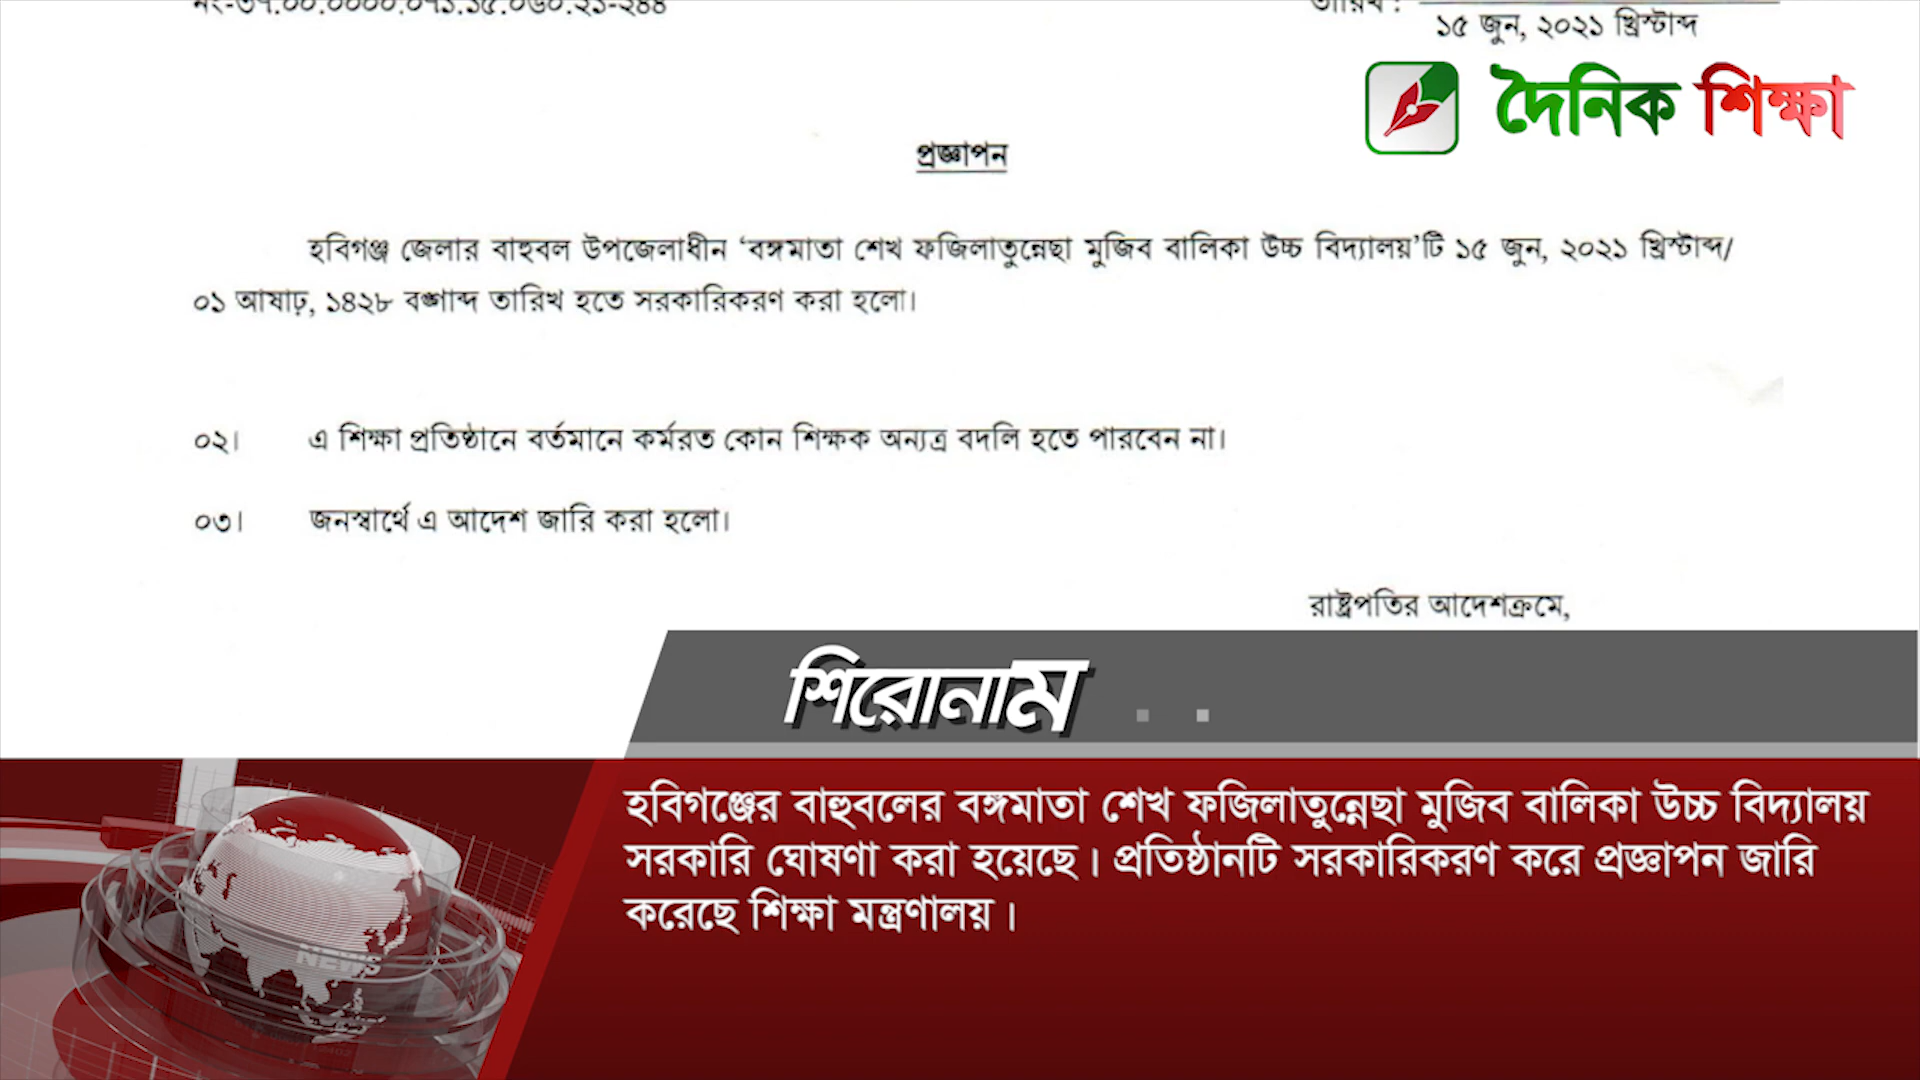 ১৫ জুন, ২০২১ খ্রিস্টাব্দ
দৈনিক শিক্ষা
প্রজ্ঞাপন
হবিগঞ্জ জেলার বাহুবল উপজেলাধীন ‘বঙ্গমাতা শেখ ফজিলাতুন্নেছা মুজিব বালিকা উচ্চ বিদ্যালয়’টি ১৫ জুন, ২০২১ খ্রিস্টাব্দ/
০১ আষাঢ়, ১৪২৮ বঙ্গাব্দ তারিখ হতে সরকারিকরণ করা হলো।
০২। এ শিক্ষা প্রতিষ্ঠানে বর্তমানে কর্মরত কোন শিক্ষক অন্যত্র বদলি হতে পারবেন না।
০৩। জনস্বার্থে এ আদেশ জারি করা হলো।
রাষ্ট্রপতির আদেশক্রমে,
শিরোনাম
হবিগঞ্জের বাহুবলের বঙ্গমাতা শেখ ফজিলাতুন্নেছা মুজিব বালিকা উচ্চ বিদ্যালয়
সরকারি ঘোষণা করা হয়েছে। প্রতিষ্ঠানটি সরকারিকরণ করে প্রজ্ঞাপন জারি
করেছে শিক্ষা মন্ত্রণালয়।
NEWS